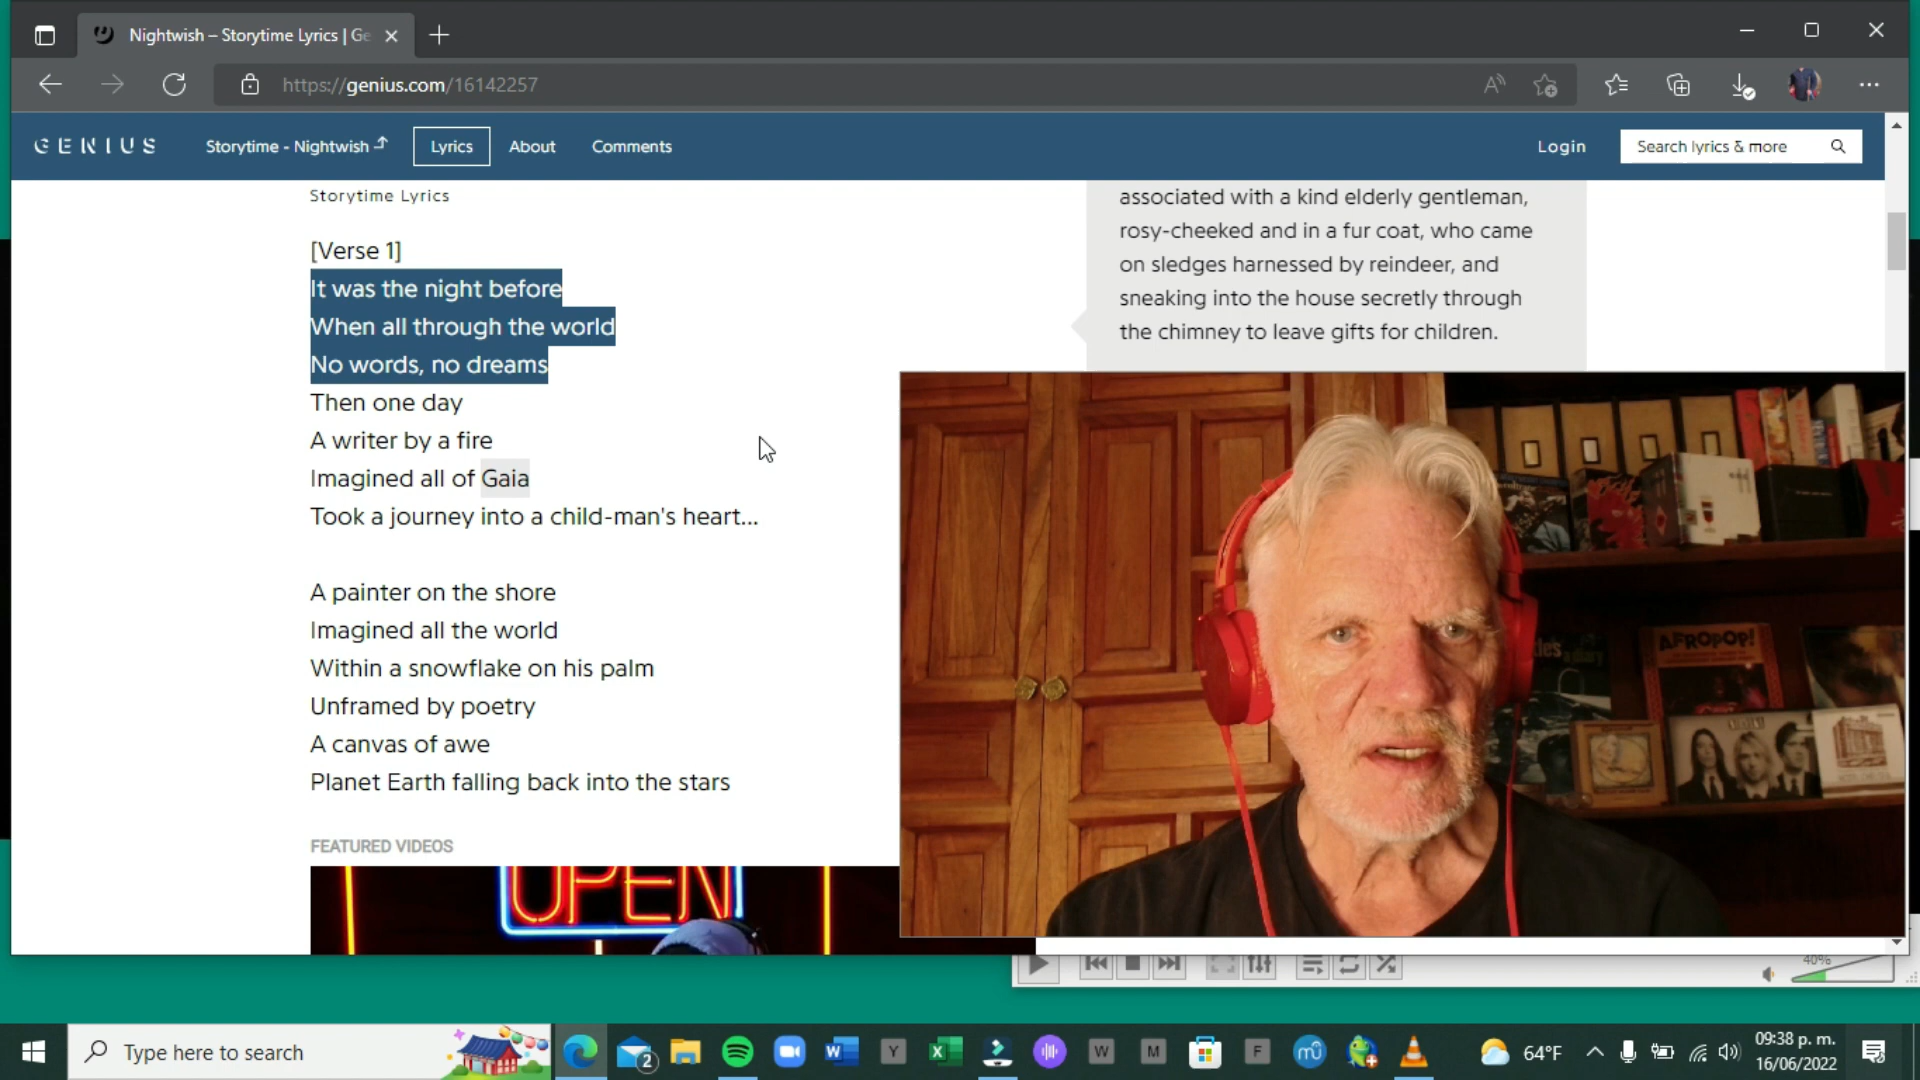 Nightwish – Storytime Lyrics | Ge
https://genius.com/16142257
GENIUS
Storytime - Nightwish
Lyrics
About
Comments
Login
Search lyrics & more
Storytime Lyrics
[Verse 1]
It was the night before
When all through the world
No words, no dreams
Then one day
A writer by a fire
Imagined all of Gaia
Took a journey into a child-man's heart...
A painter on the shore
Imagined all the world
Within a snowflake on his palm
Unframed by poetry
A canvas of awe
Planet Earth falling back into the stars
FEATURED VIDEOS
OPEN
associated with a kind elderly gentleman,
rosy-cheeked and in a fur coat, who came
on sledges harnessed by reindeer, and
sneaking into the house secretly through
the chimney to leave gifts for children.
AFROPOP!
40%
Type here to search
2
W
Y
X
W
M
F
64°F
09:38 p. m.
16/06/2022